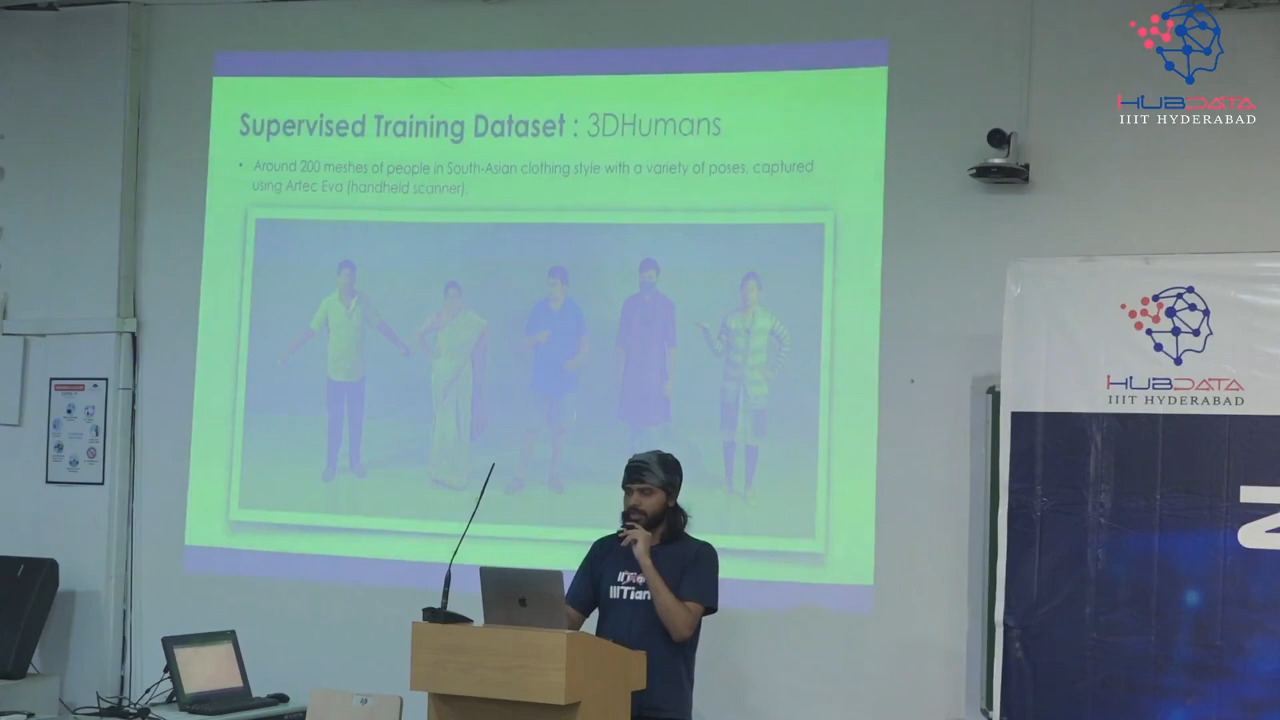 HUBDATA
IIIT HYDERABAD
Supervised Training Dataset : 3DHumans
• Around 200 meshes of people in South-Asian clothing style with a variety of poses, captured
using Artec Eva (handheld scanner).
HUBDATA
IIIT HYDERABAD
IIITian